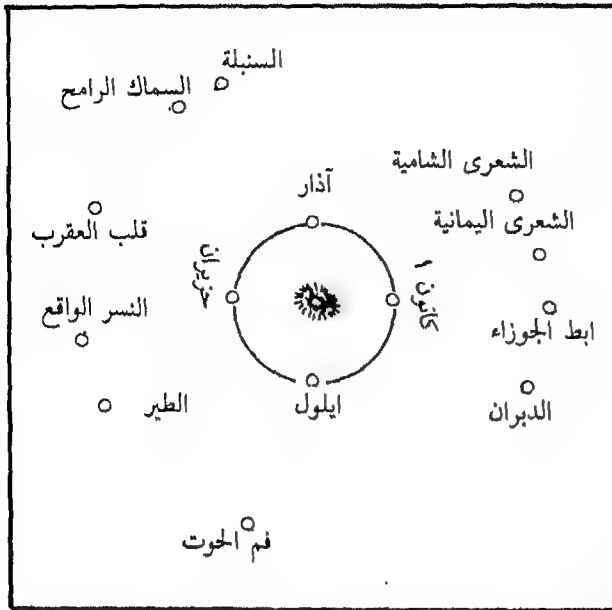 السنبلة
السماك الرامح
الشعرى الشامية
آذار
الشعرى اليمانية
قلب العقرب
حزيران
كانون ١
النسر الواقع
ابط الجوزاء
الدبران
ايلول
الطير
فم الحوت